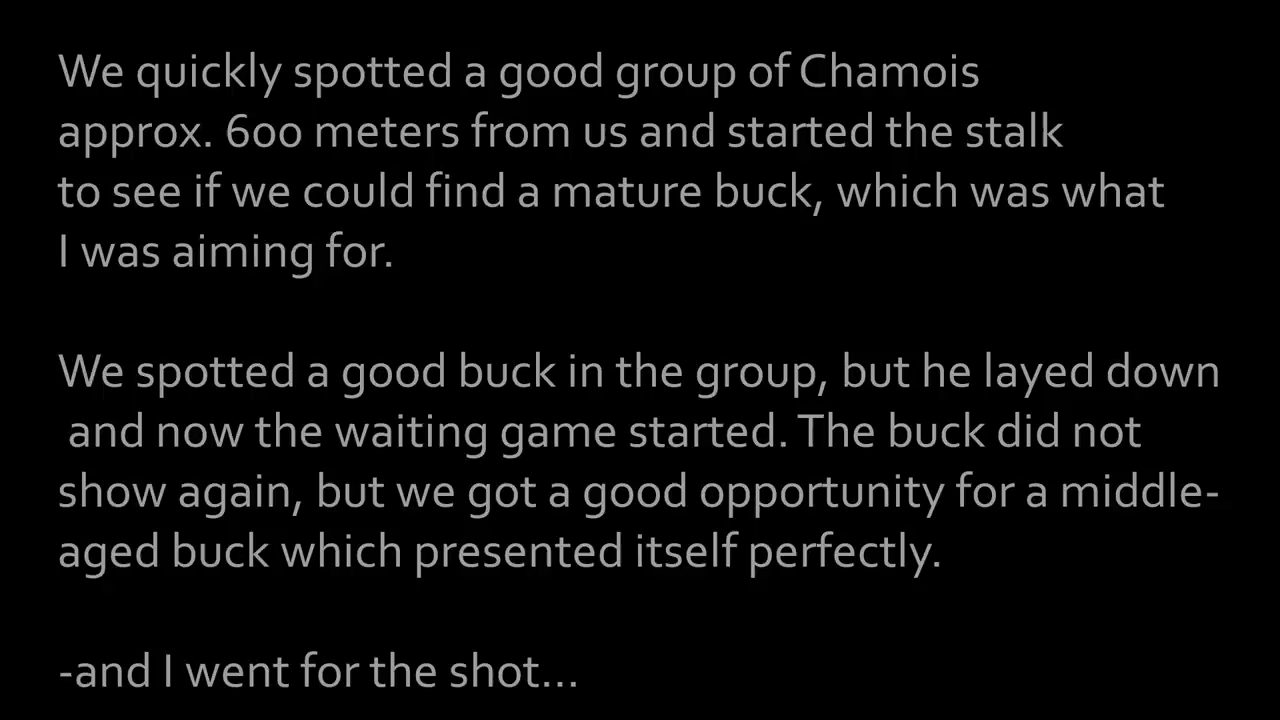 We quickly spotted a good group of Chamois
approx. 600 meters from us and started the stalk
to see if we could find a mature buck, which was what
I was aiming for.
We spotted a good buck in the group, but he layed down
and now the waiting game started. The buck did not
show again, but we got a good opportunity for a middle-
aged buck which presented itself perfectly.
-and I went for the shot...